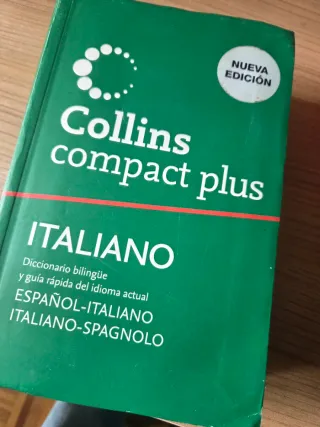 NUEVA
EDICIÓN
Collins
compact plus
ITALIANO
Diccionario bilingüe
y guía rápida del idioma actual
ESPAÑOL-ITALIANO
ITALIANO-SPAGNOLO